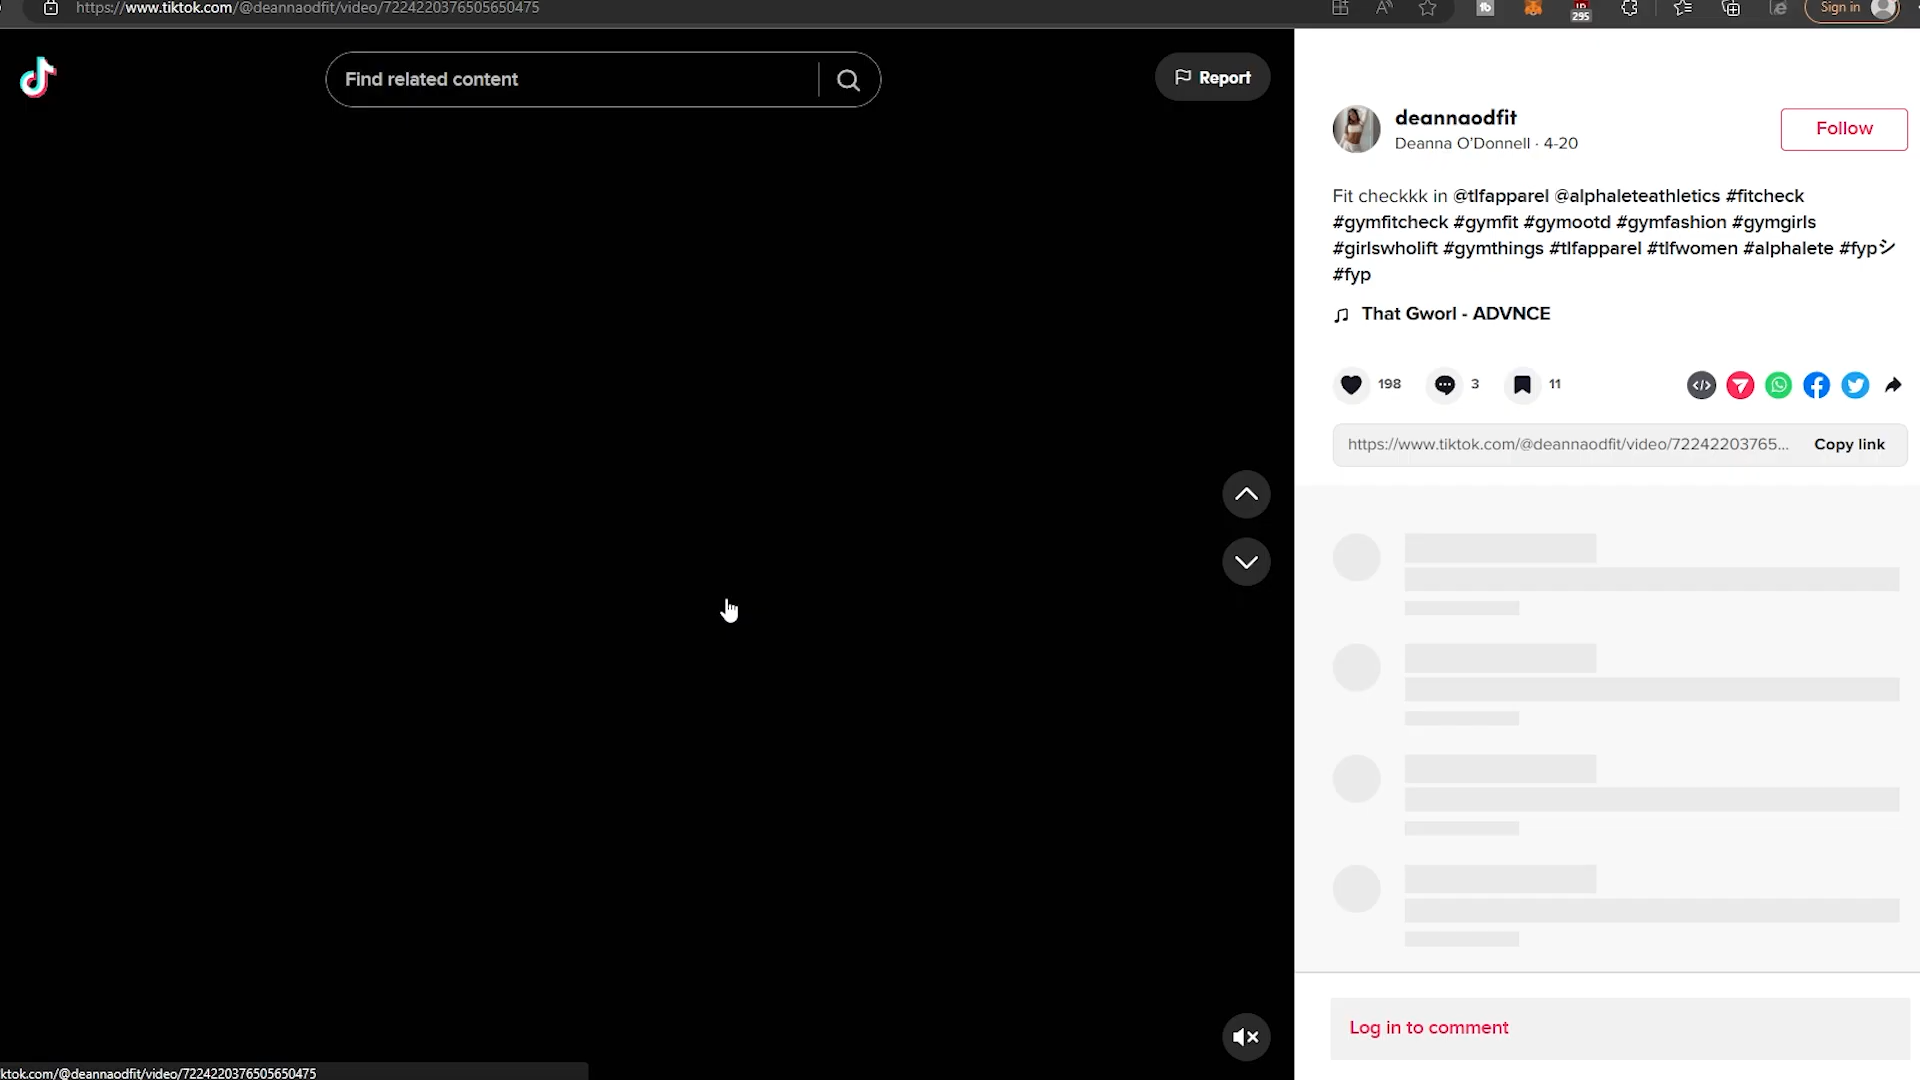 https://www.tiktok.com/@deannaodfit/video/7224220376505650475
295
Sign in
Find related content
Report
deannaodfit
Deanna O'Donnell · 4-20
Follow
Fit checkkk in @tlfapparel @alphaleteathletics #fitcheck
#gymfitcheck #gymfit #gymootd #gymfashion #gymgirls
#girlswholift #gymthings #tlfapparel #tlfwomen #alphalete #fypシ
#fyp
That Gworl - ADVNCE
198
3
11
https://www.tiktok.com/@deannaodfit/video/72242203765...
Copy link
Log in to comment
ktok.com/@deannaodfit/video/7224220376505650475